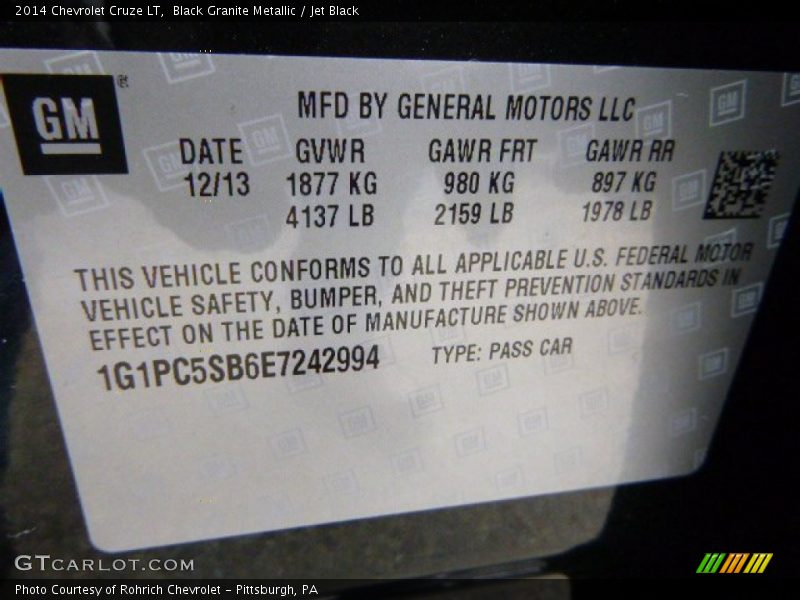 2014 Chevrolet Cruze LT,  Black Granite Metallic / Jet Black
GM ®
MFD BY GENERAL MOTORS LLC
DATE GVWR GAWR FRT GAWR RR
12/13 1877 KG 980 KG 897 KG
4137 LB 2159 LB 1978 LB
THIS VEHICLE CONFORMS TO ALL APPLICABLE U.S. FEDERAL MOTOR
VEHICLE SAFETY, BUMPER, AND THEFT PREVENTION STANDARDS IN
EFFECT ON THE DATE OF MANUFACTURE SHOWN ABOVE.
1G1PC5SB6E7242994 TYPE: PASS CAR
GTCARLOT.COM
Photo Courtesy of Rohrich Chevrolet - Pittsburgh, PA